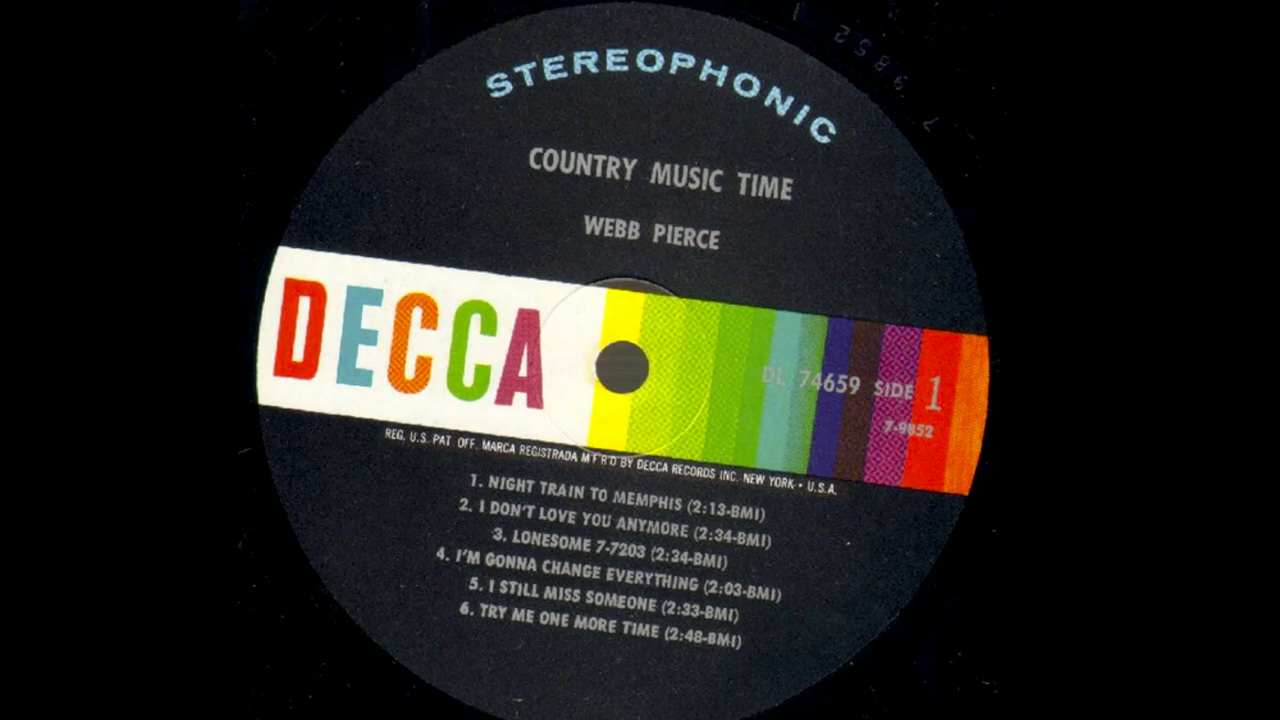 STEREOPHONIC
COUNTRY MUSIC TIME
WEBB PIERCE
DECCA
DL 74659 SIDE 1
7-9852
REG. U.S. PAT. OFF. MARCA REGISTRADA M'F'R'D BY DECCA RECORDS INC. NEW YORK • U.S.A.
1. NIGHT TRAIN TO MEMPHIS (2:13-BMI)
2. I DON'T LOVE YOU ANYMORE (2:34-BMI)
3. LONESOME 7-7203 (2:34-BMI)
4. I'M GONNA CHANGE EVERYTHING (2:03-BMI)
5. I STILL MISS SOMEONE (2:33-BMI)
6. TRY ME ONE MORE TIME (2:48-BMI)